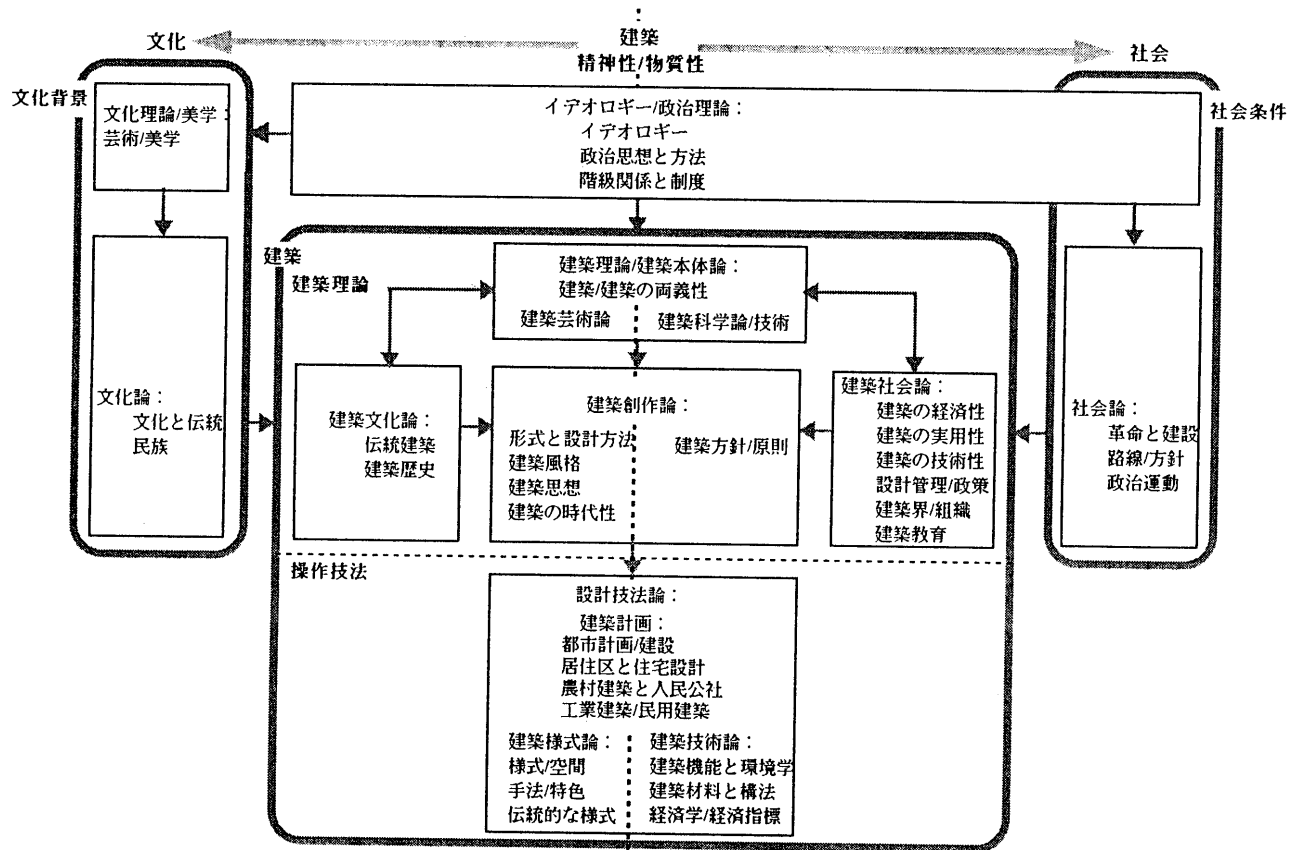 文化
建築
精神性/物質性
社会
文化背景
社会条件
文化理論/美学：
芸術/美学
イデオロギー/政治理論：
イデオロギー
政治思想と方法
階級関係と制度
文化論：
文化と伝統
民族
建築
建築理論
建築理論/建築本体論：
建築/建築の両義性
建築芸術論
建築科学論/技術
建築文化論：
伝統建築
建築歴史
建築創作論：
形式と設計方法
建築風格
建築思想
建築の時代性
建築方針/原則
建築社会論：
建築の経済性
建築の実用性
建築の技術性
設計管理/政策
建築界/組織
建築教育
社会論：
革命と建設
路線/方針
政治運動
操作技法
設計技法論：
建築計画：
都市計画/建設
居住区と住宅設計
農村建築と人民公社
工業建築/民用建築
建築様式論：
様式/空間
手法/特色
伝統的な様式
建築技術論：
建築機能と環境学
建築材料と構法
経済学/経済指標